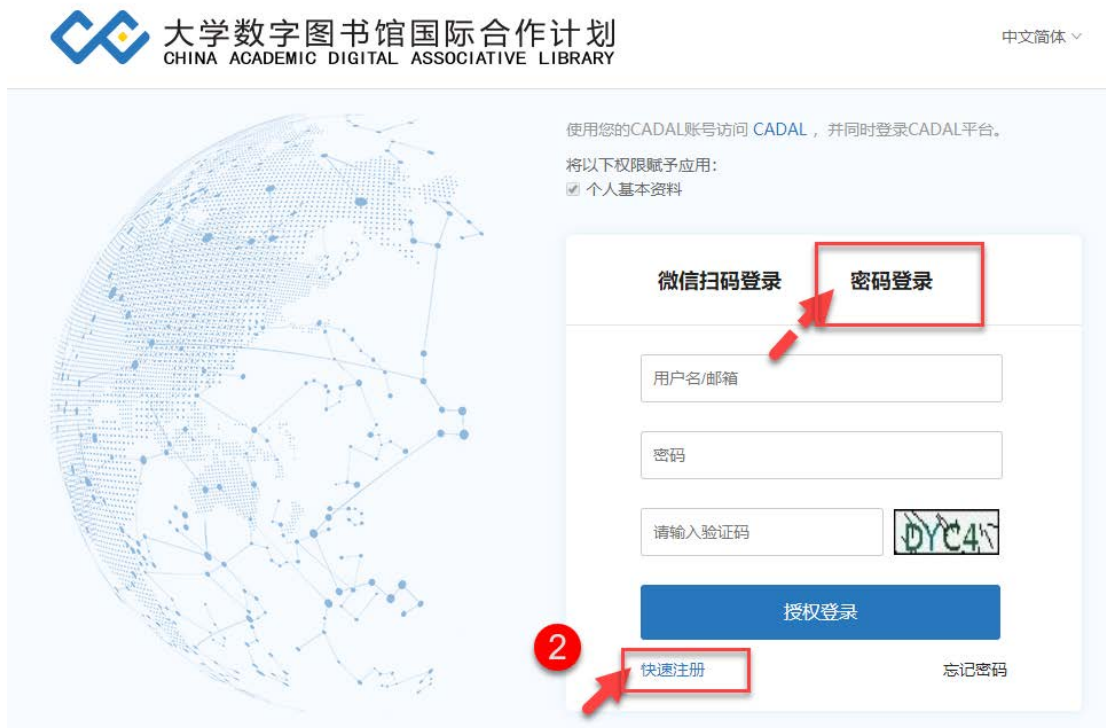 大学数字图书馆国际合作计划
CHINA ACADEMIC DIGITAL ASSOCIATIVE LIBRARY
中文简体
使用您的CADAL账号访问 CADAL ，并同时登录CADAL平台。
将以下权限赋予应用：
个人基本资料
微信扫码登录 密码登录
用户名/邮箱
密码
请输入验证码 DYC4
授权登录
2
快速注册 忘记密码